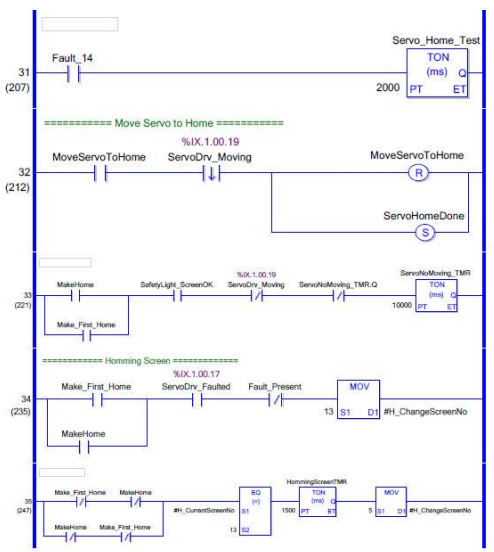 Servo_Home_Test
Fault_14
TON
(ms) Q
31
(207)
2000 PT ET
=========== Move Servo to Home ===========
%IX.1.00.19
MoveServoToHome ServoDrv_Moving MoveServoToHome
32
(212)
R
ServoHomeDone
S
ServoNoMoving_TMR
%IX.1.00.19
MakeHome SafetyLight_ScreenOK ServoDrv_Moving ServoNoMoving_TMR.Q
TON
(ms) Q
33
(221)
10000 PT ET
Make_First_Home
============ Homming Screen =============
%IX.1.00.17
Make_First_Home ServoDrv_Faulted Fault_Present MOV
34
(235)
13 S1 D1 #H_ChangeScreenNo
MakeHome
HommingScreenTMR
Make_First_Home MakeHome
EQ
(=)
TON
(ms) Q
MOV
35
(247)
#H_CurrentScreenNo S1
1500 PT ET
5 S1 D1 #H_ChangeScreenNo
MakeHome Make_First_Home
13 S2